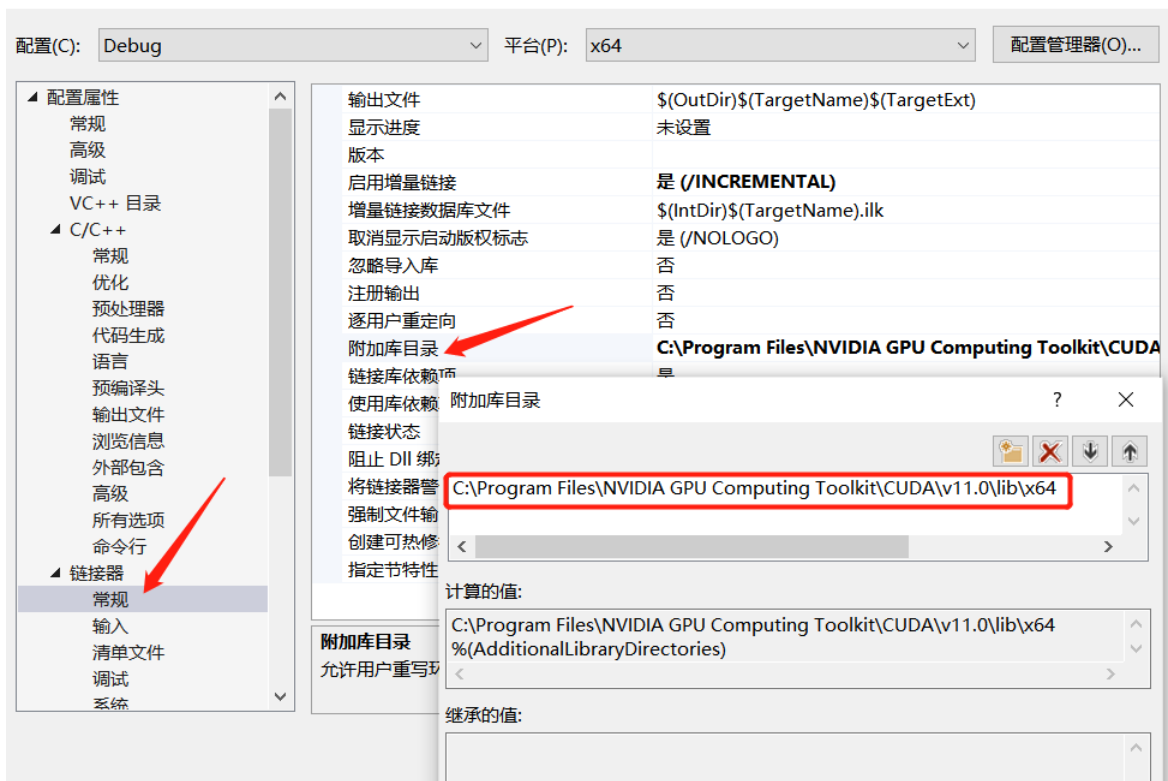 配置(C): Debug 平台(P): x64 配置管理器(O)...
配置属性
常规
高级
调试
VC++ 目录
C/C++
常规
优化
预处理器
代码生成
语言
预编译头
输出文件
浏览信息
外部包含
高级
所有选项
命令行
链接器
常规
输入
清单文件
调试
系统
输出文件 $(OutDir)$(TargetName)$(TargetExt)
显示进度 未设置
版本
启用增量链接 是 (/INCREMENTAL)
增量链接数据库文件 $(IntDir)$(TargetName).ilk
取消显示启动版权标志 是 (/NOLOGO)
忽略导入库 否
注册输出 否
逐用户重定向 否
附加库目录 C:\Program Files\NVIDIA GPU Computing Toolkit\CUDA
链接库依赖项 是
使用库依赖
链接状态
阻止 Dll 绑定
将链接器警
强制文件输
创建可热修
指定节特性
附加库目录
允许用户重写环
附加库目录 ?
C:\Program Files\NVIDIA GPU Computing Toolkit\CUDA\v11.0\lib\x64
计算的值:
C:\Program Files\NVIDIA GPU Computing Toolkit\CUDA\v11.0\lib\x64
%(AdditionalLibraryDirectories)
继承的值: